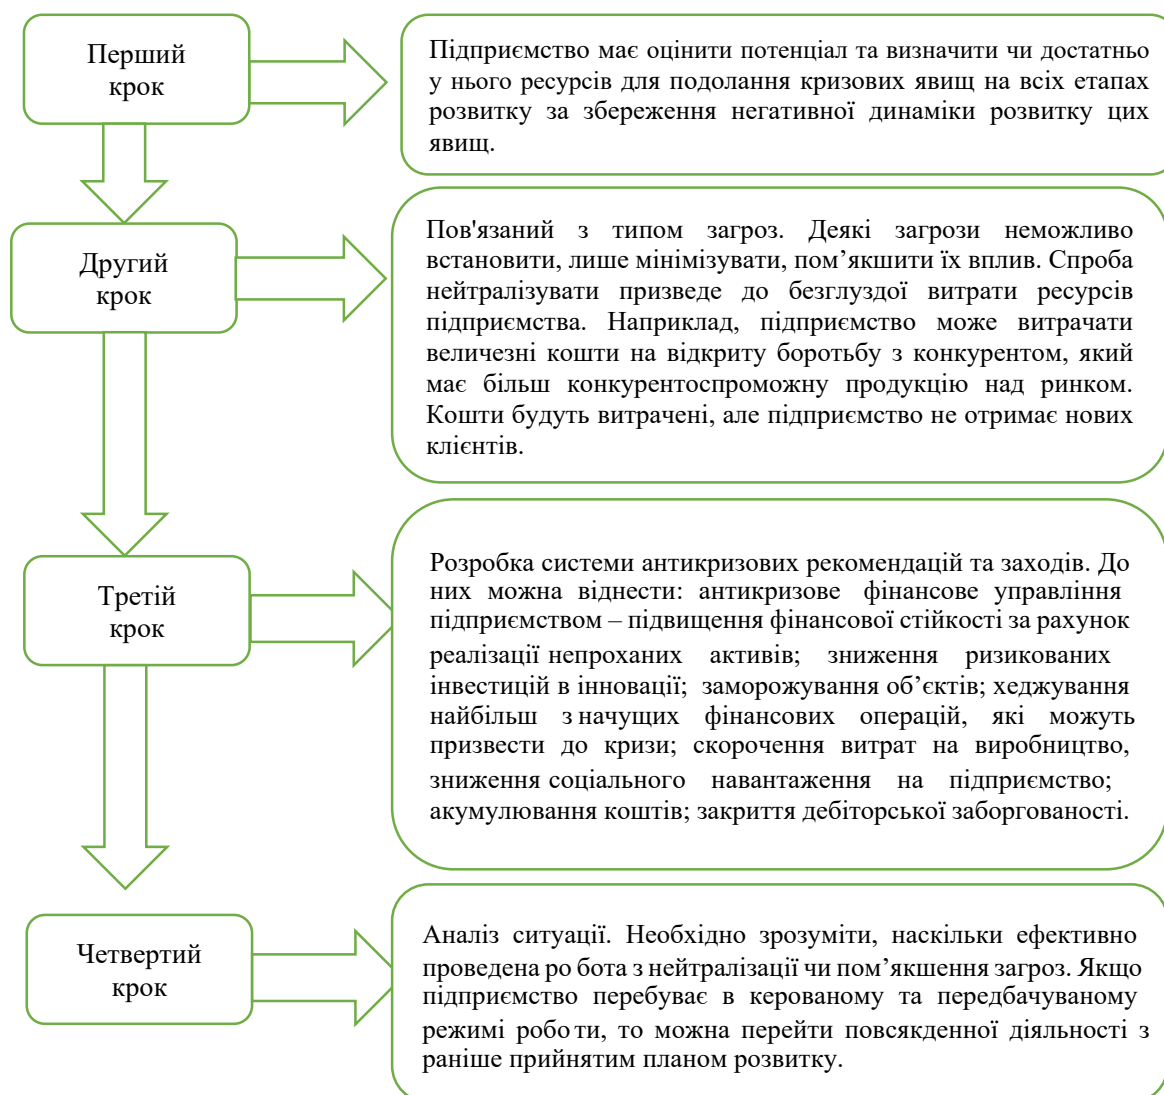 Перший
крок
Підприємство має оцінити потенціал та визначити чи достатньо
у нього ресурсів для подолання кризових явищ на всіх етапах
розвитку за збереження негативної динаміки розвитку цих
явищ.
Другий
крок
Пов'язаний з типом загроз. Деякі загрози неможливо
встановити, лише мінімізувати, пом’якшити їх вплив. Спроба
нейтралізувати призведе до безглуздої витрати ресурсів
підприємства. Наприклад, підприємство може витрачати
величезні кошти на відкриту боротьбу з конкурентом, який
має більш конкурентоспроможну продукцію над ринком.
Кошти будуть витрачені, але підприємство не отримає нових
клієнтів.
Третій
крок
Розробка системи антикризових рекомендацій та заходів. До
них можна віднести: антикризове фінансове управління
підприємством – підвищення фінансової стійкості за рахунок
реалізації непроханих активів; зниження ризикованих
інвестицій в інновації; заморожування об’єктів; хеджування
найбільш з начущих фінансових операцій, які можуть
призвести до кризи; скорочення витрат на виробництво,
зниження соціального навантаження на підприємство;
акумулювання коштів; закриття дебіторської заборгованості.
Четвертий
крок
Аналіз ситуації. Необхідно зрозуміти, наскільки ефективно
проведена ро бота з нейтралізації чи пом’якшення загроз. Якщо
підприємство перебуває в керованому та передбачуваному
режимі робо ти, то можна перейти повсякденної діяльності з
раніше прийнятим планом розвитку.